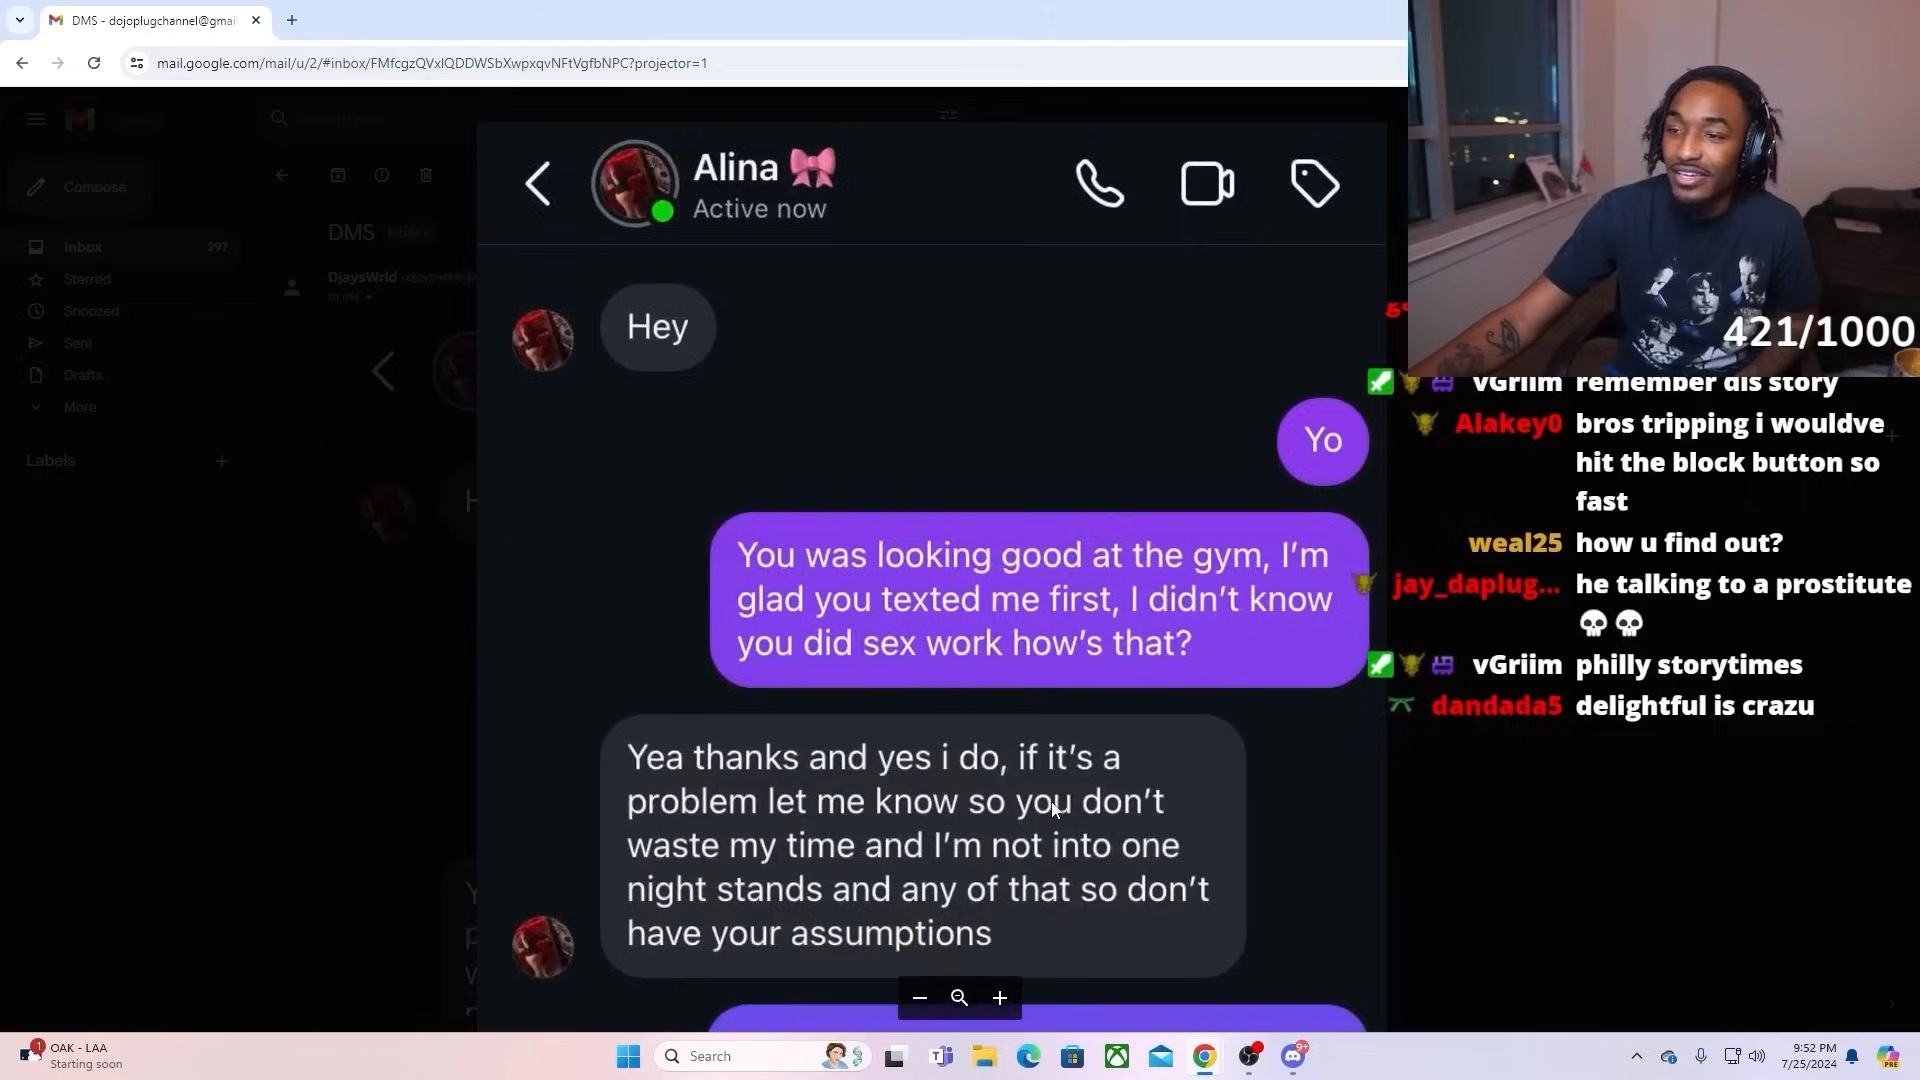 DMS - dojoplugchannel@gmai
mail.google.com/mail/u/2/#inbox/FMfcgzQVxlQDDWSbXwpxqvNFtVgfbNPC?projector=1
Compose
Inbox 297
Starred
Snoozed
Sent
Drafts
More
Labels
DMS
DjaysWrld
Alina 🎀
Active now
Hey
Yo
You was looking good at the gym, I'm
glad you texted me first, I didn't know
you did sex work how's that?
Yea thanks and yes i do, if it's a
problem let me know so you don't
waste my time and I'm not into one
night stands and any of that so don't
have your assumptions
421/1000
vGriim remember dis story
Alakey0 bros tripping i wouldve
hit the block button so
fast
weal25 how u find out?
jay_daplug... he talking to a prostitute
💀💀
vGriim philly storytimes
dandada5 delightful is crazu
1
OAK - LAA
Starting soon
Search
9+
9:52 PM
7/25/2024
PRE